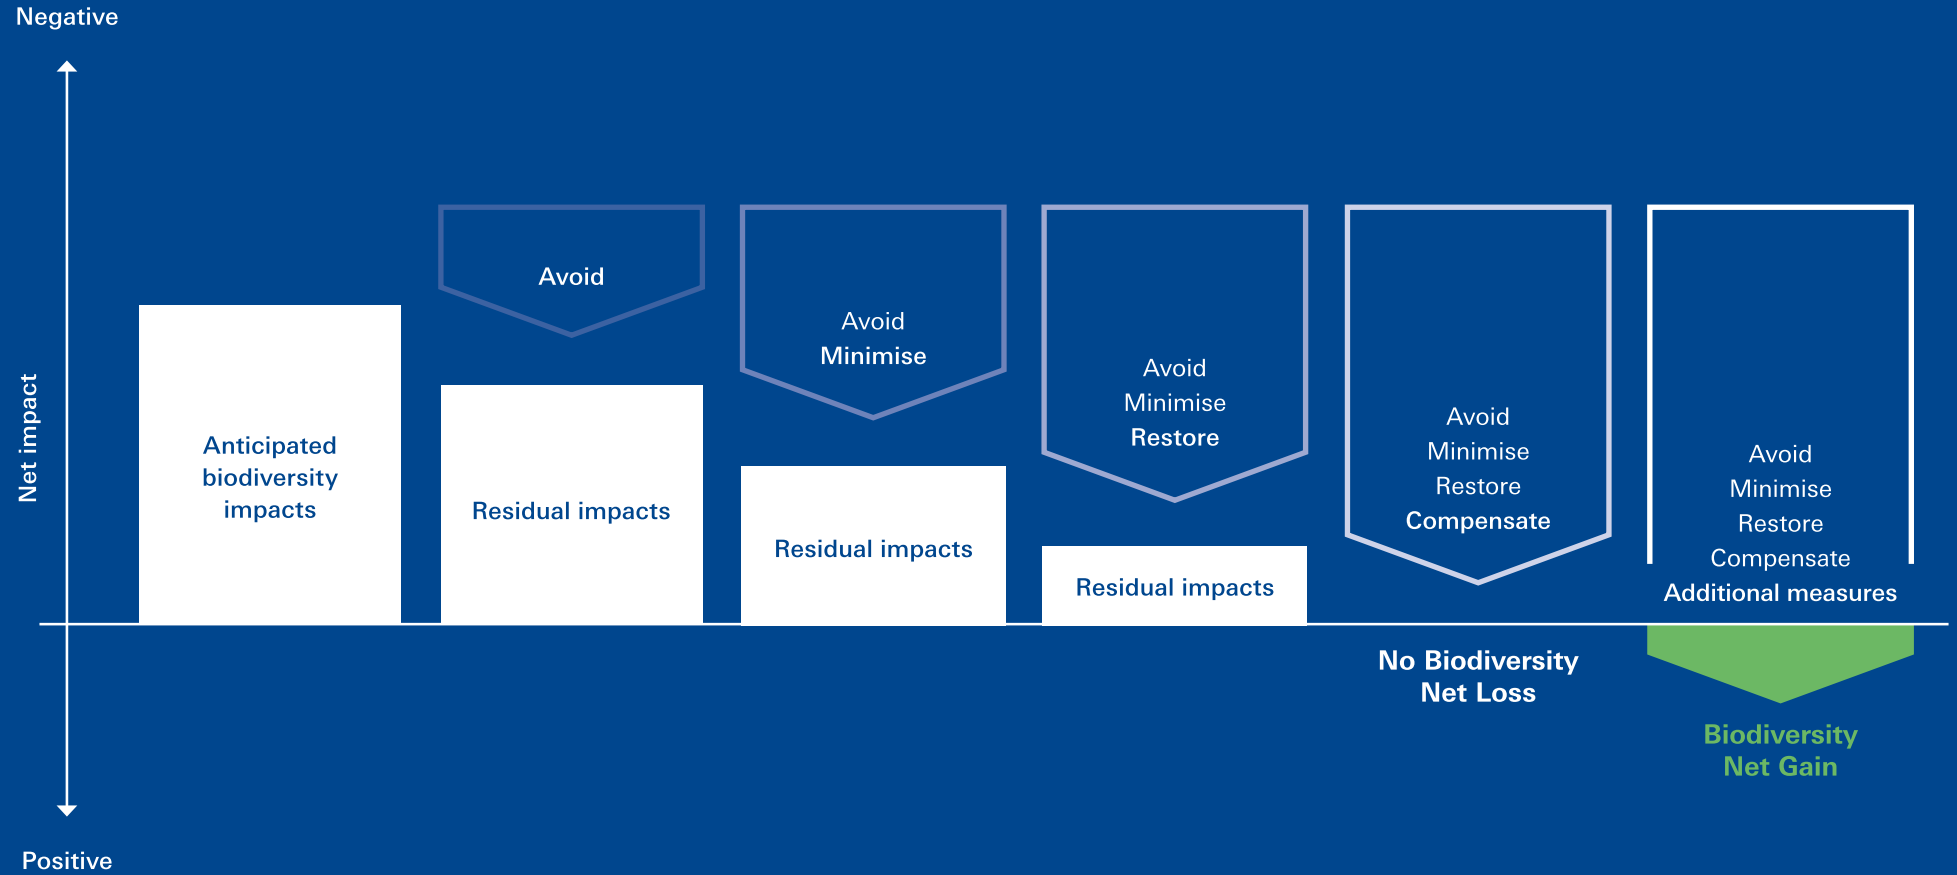 Negative
Net impact
Anticipated
biodiversity
impacts
Avoid
Residual impacts
Avoid
Minimise
Residual impacts
Avoid
Minimise
Restore
Residual impacts
Avoid
Minimise
Restore
Compensate
No Biodiversity
Net Loss
Avoid
Minimise
Restore
Compensate
Additional measures
Biodiversity
Net Gain
Positive